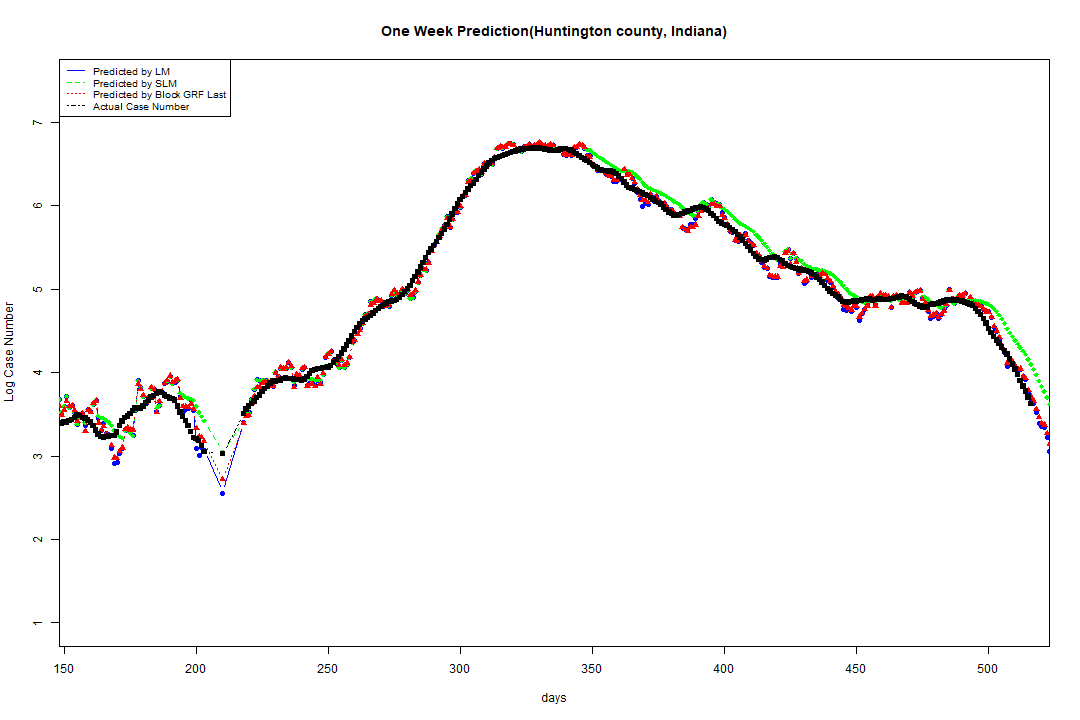 One Week Prediction(Huntington county, Indiana)
Predicted by LM
Predicted by SLM
Predicted by Block GRF Last
Actual Case Number
7
6
5
4
3
2
1
Log Case Number
150 200 250 300 350 400 450 500
days